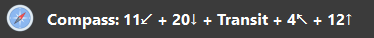 Compass: 11↙ + 20↓ + Transit + 4↖ + 12↑